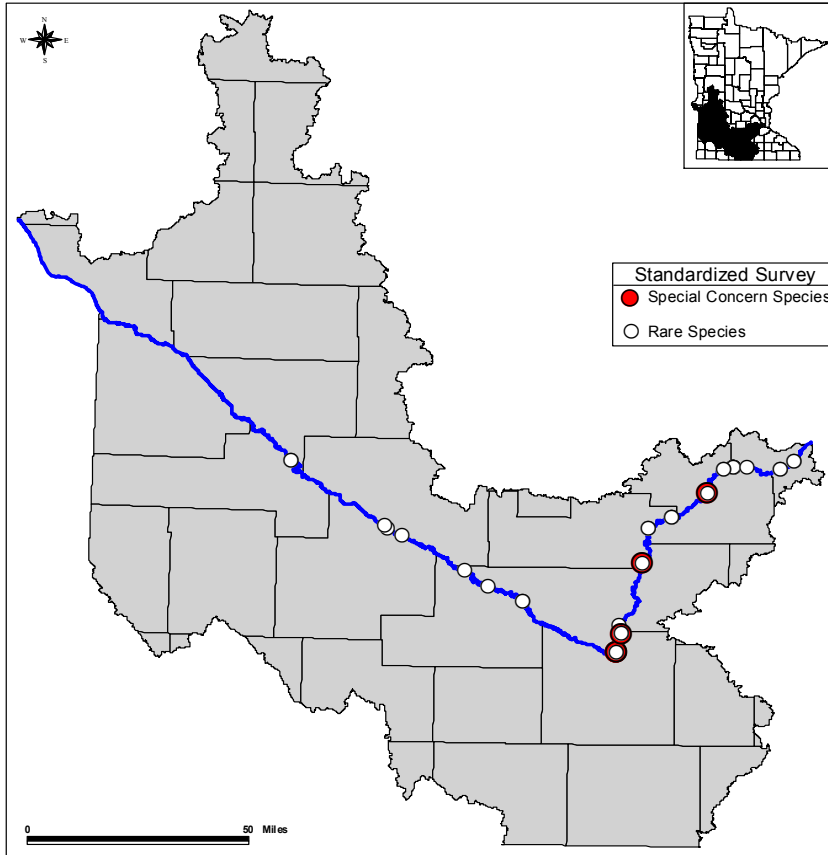 N
W E
S
Standardized Survey
Special Concern Species
Rare Species
0 50 Miles